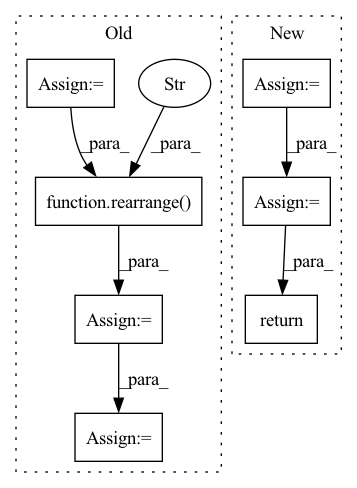 Old
New
Assign:=
Str
Assign:=
_para_
_para_
_para_
function.rearrange()
Assign:=
_para_
_para_
Assign:=
return
_para_
Assign:=